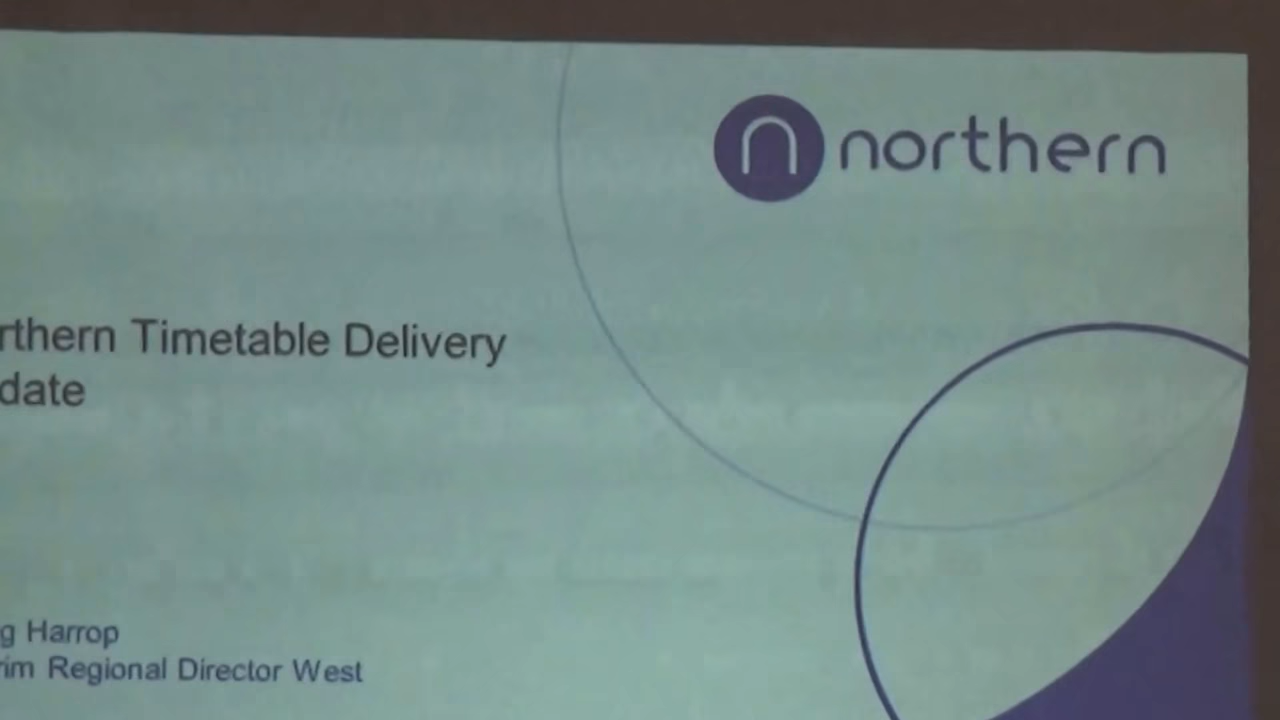 n northern
rthern Timetable Delivery
date
g Harrop
rim Regional Director West